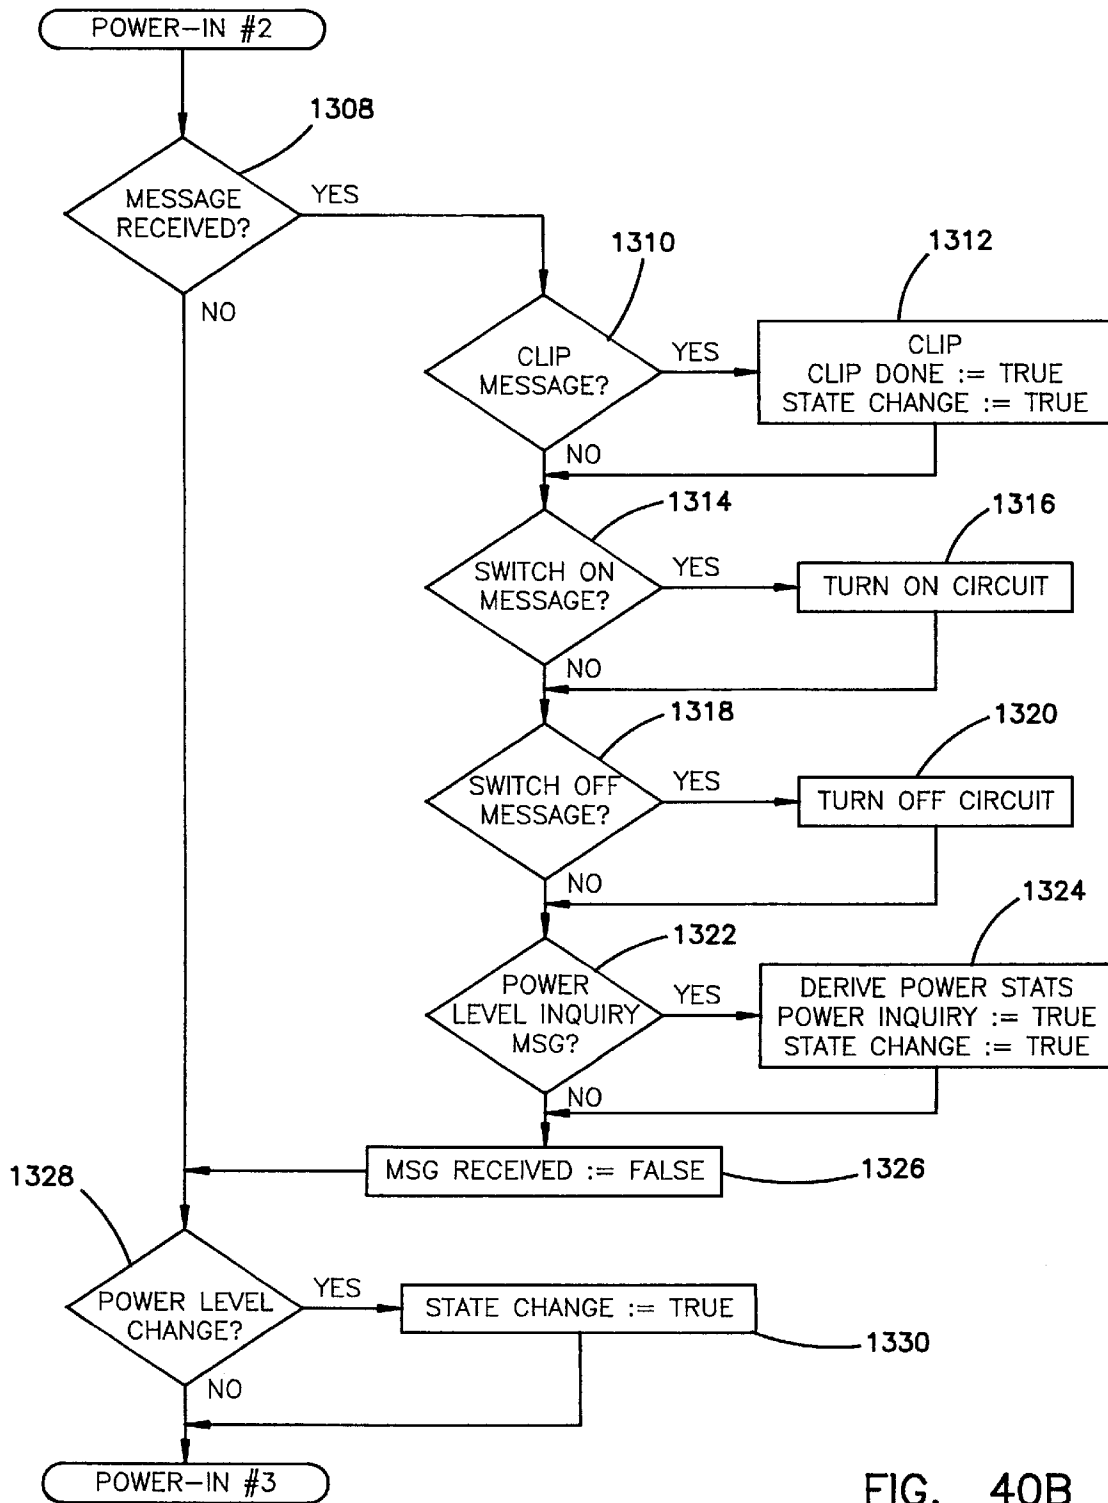 POWER-IN #2
1308
MESSAGE
RECEIVED?
YES
NO
1310
CLIP
MESSAGE?
YES
NO
1312
CLIP
CLIP DONE := TRUE
STATE CHANGE := TRUE
1314
SWITCH ON
MESSAGE?
YES
NO
1316
TURN ON CIRCUIT
1318
SWITCH OFF
MESSAGE?
YES
NO
1320
TURN OFF CIRCUIT
1322
POWER
LEVEL INQUIRY
MSG?
YES
NO
1324
DERIVE POWER STATS
POWER INQUIRY := TRUE
STATE CHANGE := TRUE
MSG RECEIVED := FALSE
1326
1328
POWER LEVEL
CHANGE?
YES
NO
STATE CHANGE := TRUE
1330
POWER-IN #3
FIG. 40B